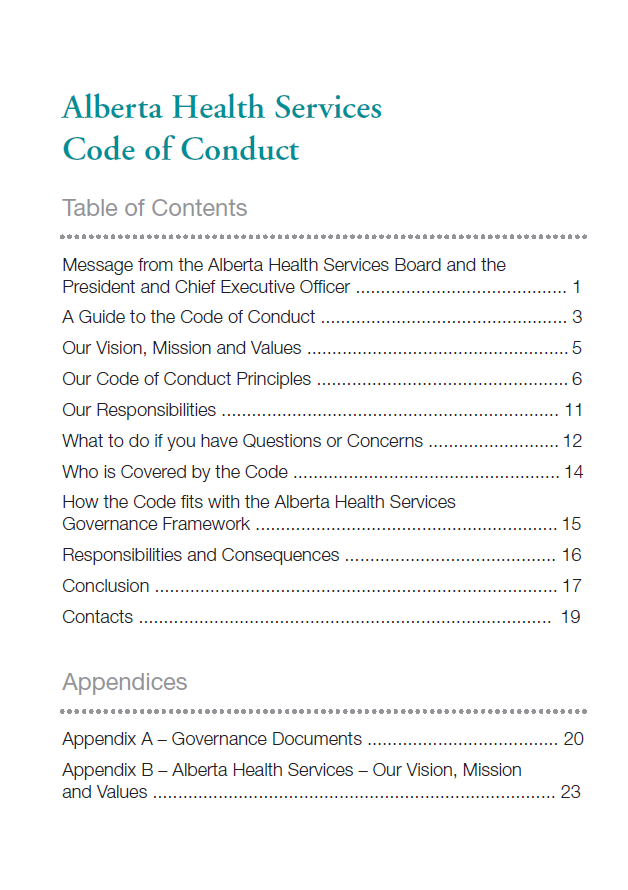 Alberta Health Services
Code of Conduct
Table of Contents
Message from the Alberta Health Services Board and the
President and Chief Executive Officer .......................................... 1
A Guide to the Code of Conduct ................................................. 3
Our Vision, Mission and Values .................................................... 5
Our Code of Conduct Principles .................................................. 6
Our Responsibilities ................................................................... 11
What to do if you have Questions or Concerns .......................... 12
Who is Covered by the Code ..................................................... 14
How the Code fits with the Alberta Health Services
Governance Framework ............................................................ 15
Responsibilities and Consequences .......................................... 16
Conclusion ................................................................................ 17
Contacts .................................................................................. 19
Appendices
Appendix A – Governance Documents ...................................... 20
Appendix B – Alberta Health Services – Our Vision, Mission
and Values ................................................................................ 23